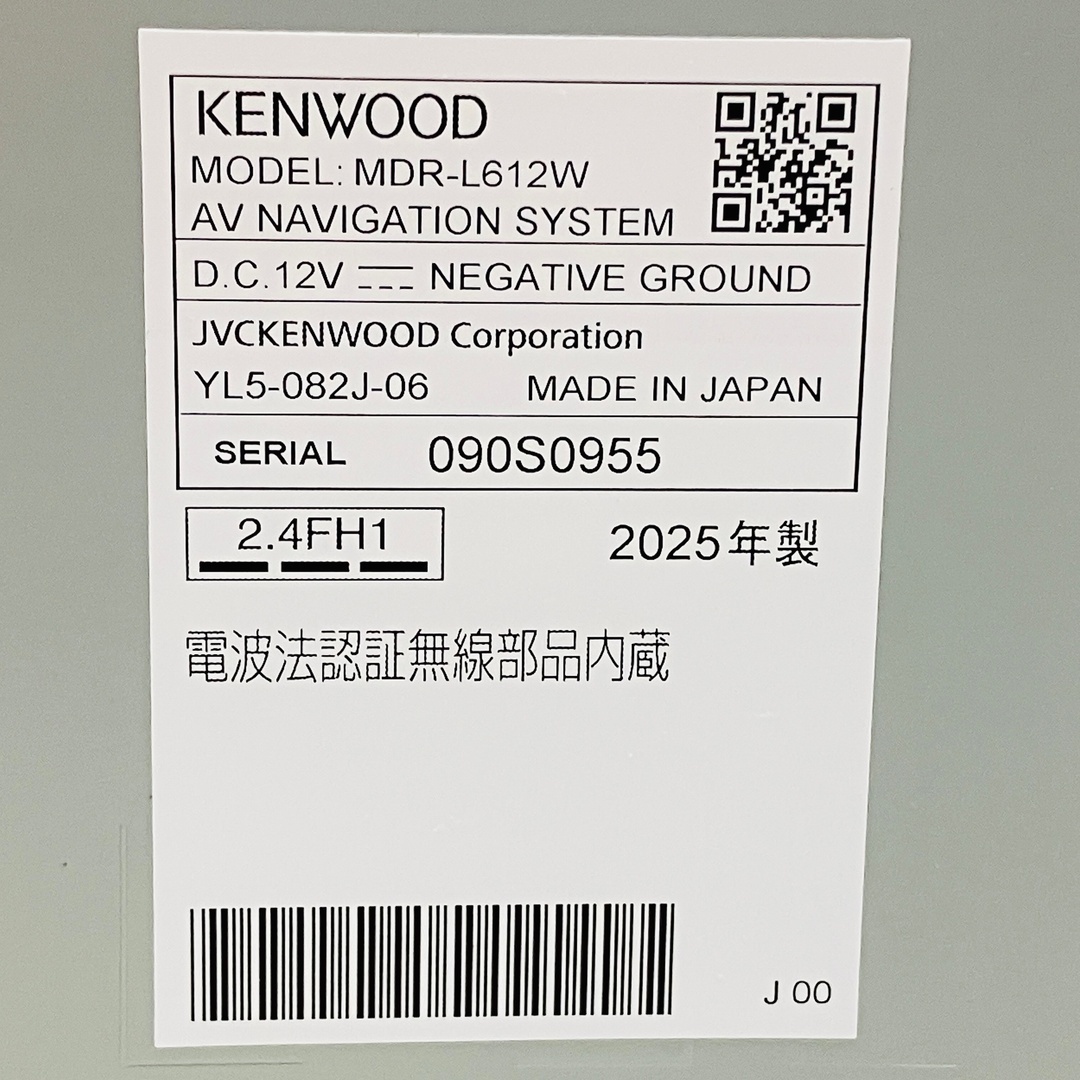 KENWOOD
MODEL: MDR-L612W
AV NAVIGATION SYSTEM
D.C.12V NEGATIVE GROUND
JVCKENWOOD Corporation
YL5-082J-06 MADE IN JAPAN
SERIAL 090S0955
2.4FH1 2025年製
電波法認証無線部品内蔵
J 00